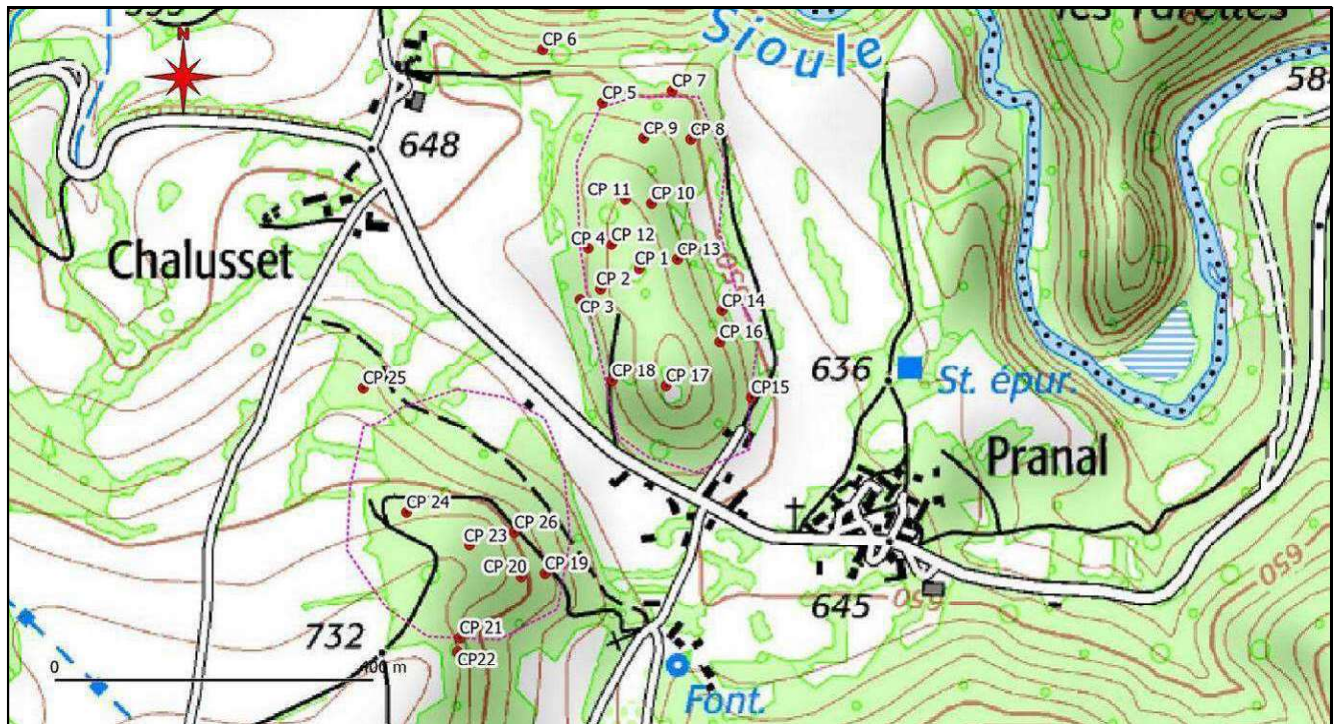 les Turelles
N
Sioule
CP 6
CP 7
CP 5
58
CP 9
CP 8
648
CP 11
CP 10
CP 12
Chalusset
CP 4
CP 13
CP 1
CP 2
CP 3
CP 14
CP 16
636
CP 18
CP 17
CP15
St. épur.
CP 25
Pranal
CP 24
CP 26
CP 23
CP 20
CP 19
650
650
645
CP 21
732
CP22
0
400 m
Font.